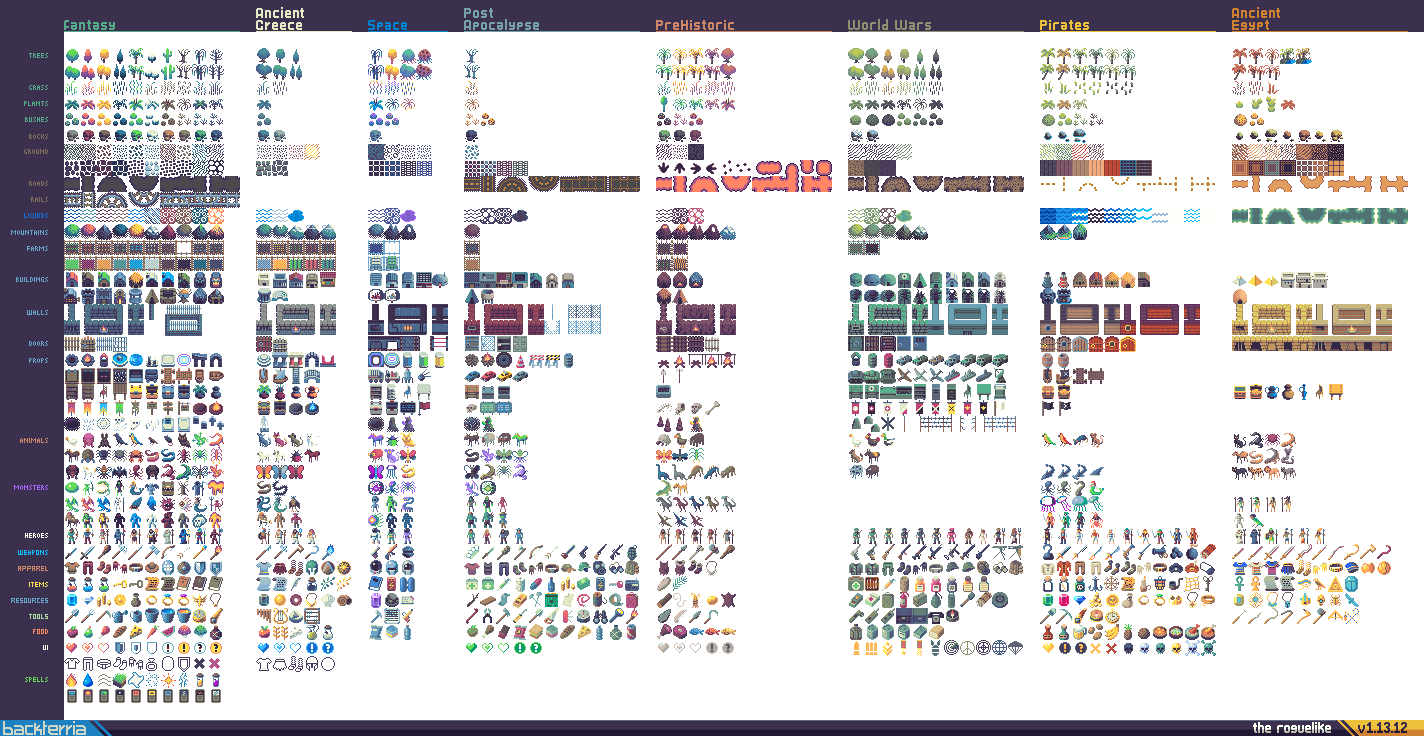 Fantasy
Ancient
Greece
Space
Post
Apocalypse
PreHistoric
World Wars
Pirates
Ancient
Egypt
TREES
GRASS
PLANTS
BUSHES
ROCKS
GROUND
ROADS
RAILS
LIQUIDS
MOUNTAINS
FARMS
BUILDINGS
WALLS
DOORS
PROPS
ANIMALS
MONSTERS
HEROES
WEAPONS
APPAREL
ITEMS
RESOURCES
TOOLS
FOOD
UI
SPELLS
backterria
the roguelike
v1.13.12